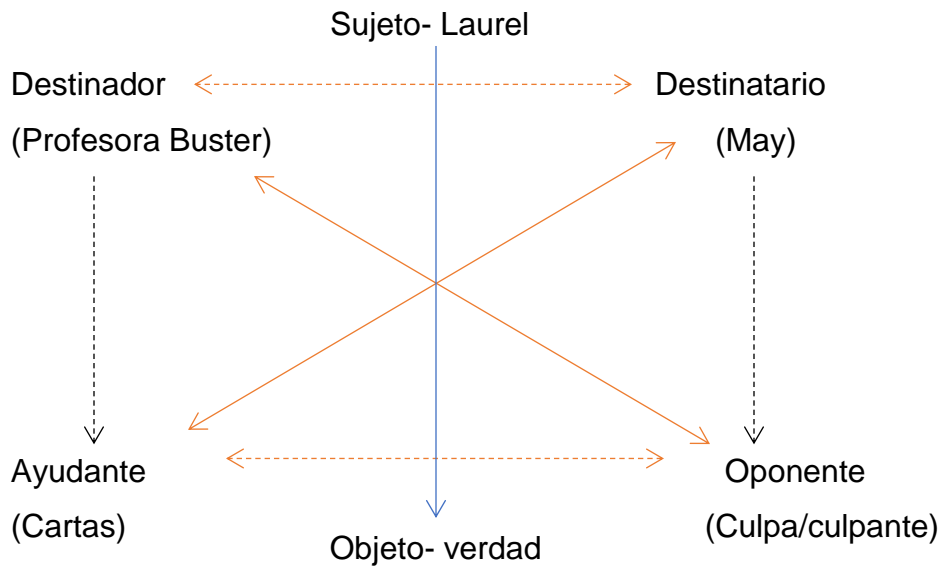 Sujeto- Laurel
Destinador
Destinatario
(Profesora Buster)
(May)
Ayudante
Oponente
(Cartas)
(Culpa/culpante)
Objeto- verdad